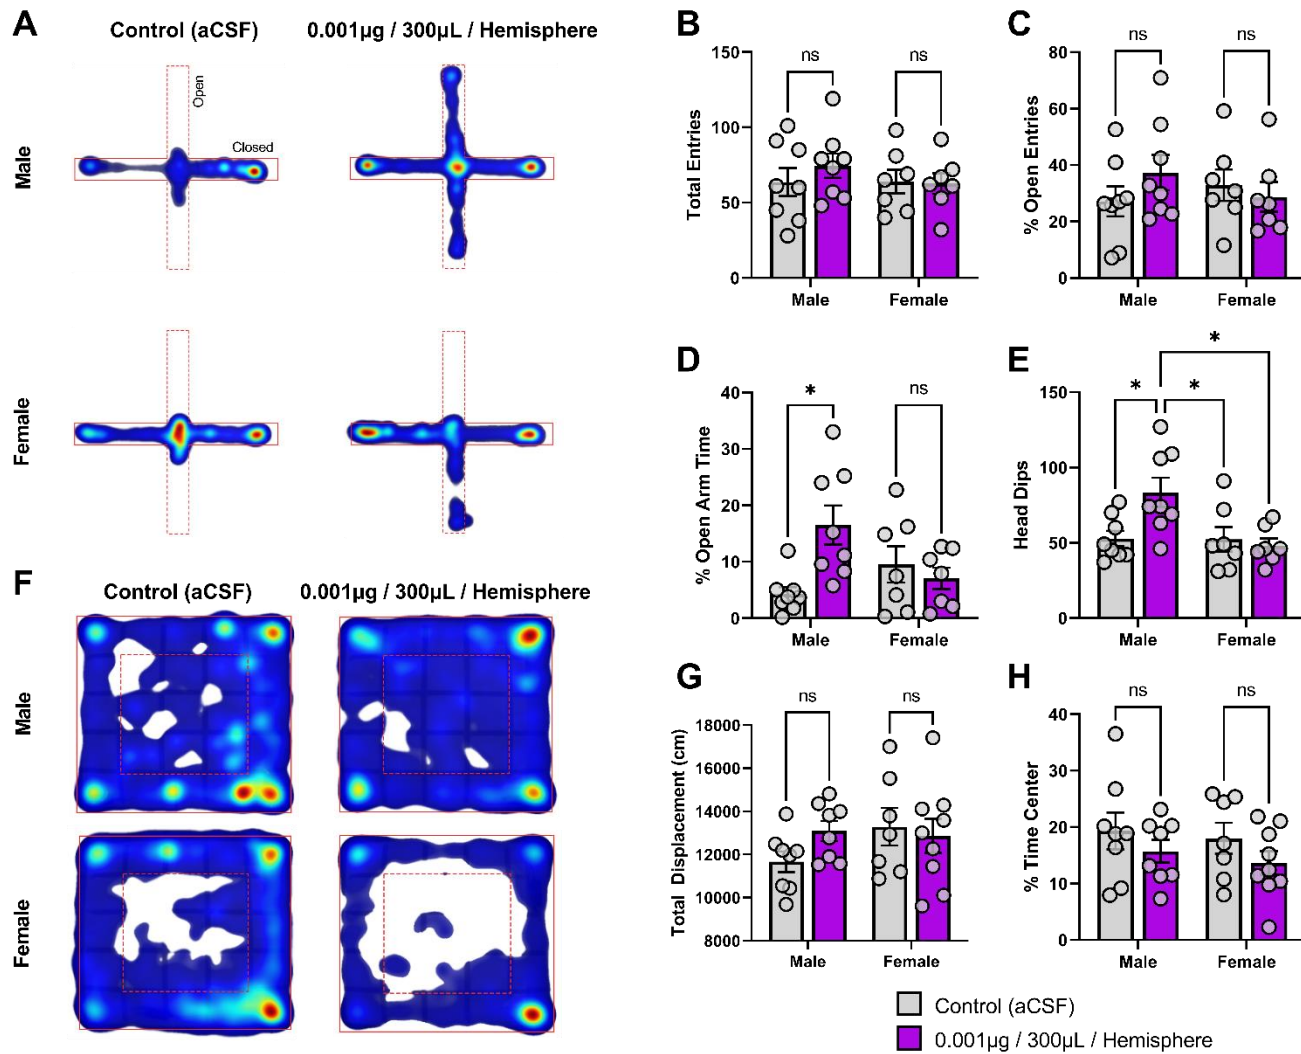 A
Control (aCSF)
0.001µg / 300µL / Hemisphere
Male
Open
Closed
Female
B
Total Entries
150
100
50
0
ns
ns
Male
Female
C
% Open Entries
80
60
40
20
0
ns
ns
Male
Female
D
% Open Arm Time
40
30
20
10
0
*
ns
Male
Female
E
Head Dips
150
100
50
0
*
*
*
Male
Female
F
Control (aCSF)
0.001µg / 300µL / Hemisphere
Male
Female
G
Total Displacement (cm)
18000
16000
14000
12000
10000
8000
ns
ns
Male
Female
H
% Time Center
40
30
20
10
0
ns
ns
Male
Female
Control (aCSF)
0.001µg / 300µL / Hemisphere